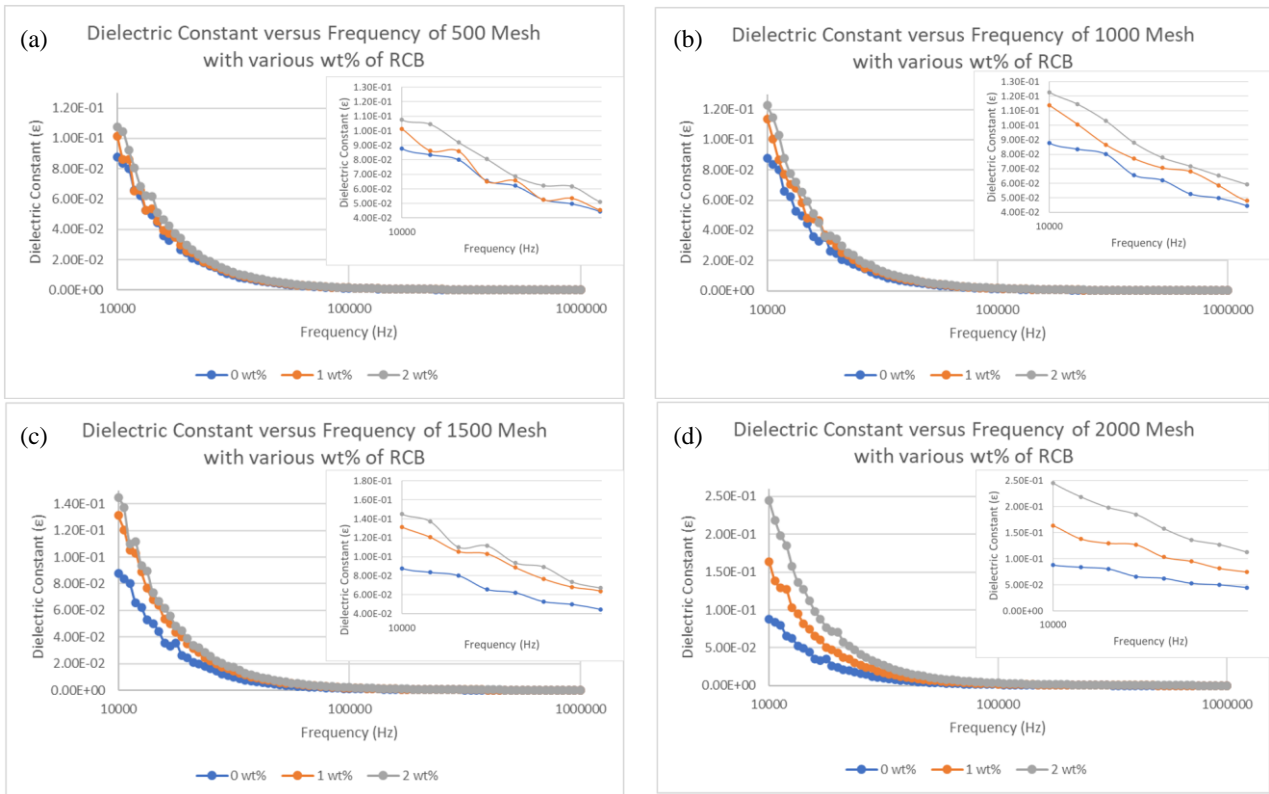 (a)
Dielectric Constant versus Frequency of 500 Mesh
with various wt% of RCB
Dielectric Constant (ε)
1.20E-01
1.00E-01
8.00E-02
6.00E-02
4.00E-02
2.00E-02
0.00E+00
10000
100000
1000000
Frequency (Hz)
Dielectric Constant (ε)
1.30E-01
1.20E-01
1.10E-01
1.00E-01
9.00E-02
8.00E-02
7.00E-02
6.00E-02
5.00E-02
4.00E-02
10000
Frequency (Hz)
0 wt%
1 wt%
2 wt%
(b)
Dielectric Constant versus Frequency of 1000 Mesh
with various wt% of RCB
Dielectric Constant (ε)
1.20E-01
1.00E-01
8.00E-02
6.00E-02
4.00E-02
2.00E-02
0.00E+00
10000
100000
1000000
Frequency (Hz)
Dielectric Constant (ε)
1.30E-01
1.20E-01
1.10E-01
1.00E-01
9.00E-02
8.00E-02
7.00E-02
6.00E-02
5.00E-02
4.00E-02
10000
Frequency (Hz)
0 wt%
1 wt%
2 wt%
(c)
Dielectric Constant versus Frequency of 1500 Mesh
with various wt% of RCB
Dielectric Constant (ε)
1.40E-01
1.20E-01
1.00E-01
8.00E-02
6.00E-02
4.00E-02
2.00E-02
0.00E+00
10000
100000
1000000
Frequency (Hz)
Dielectric Constant (ε)
1.80E-01
1.60E-01
1.40E-01
1.20E-01
1.00E-01
8.00E-02
6.00E-02
4.00E-02
10000
Frequency (Hz)
0 wt%
1 wt%
2 wt%
(d)
Dielectric Constant versus Frequency of 2000 Mesh
with various wt% of RCB
Dielectric Constant (ε)
2.50E-01
2.00E-01
1.50E-01
1.00E-01
5.00E-02
0.00E+00
10000
100000
1000000
Frequency (Hz)
Dielectric Constant (ε)
2.50E-01
2.00E-01
1.50E-01
1.00E-01
5.00E-02
0.00E+00
10000
Frequency (Hz)
0 wt%
1 wt%
2 wt%